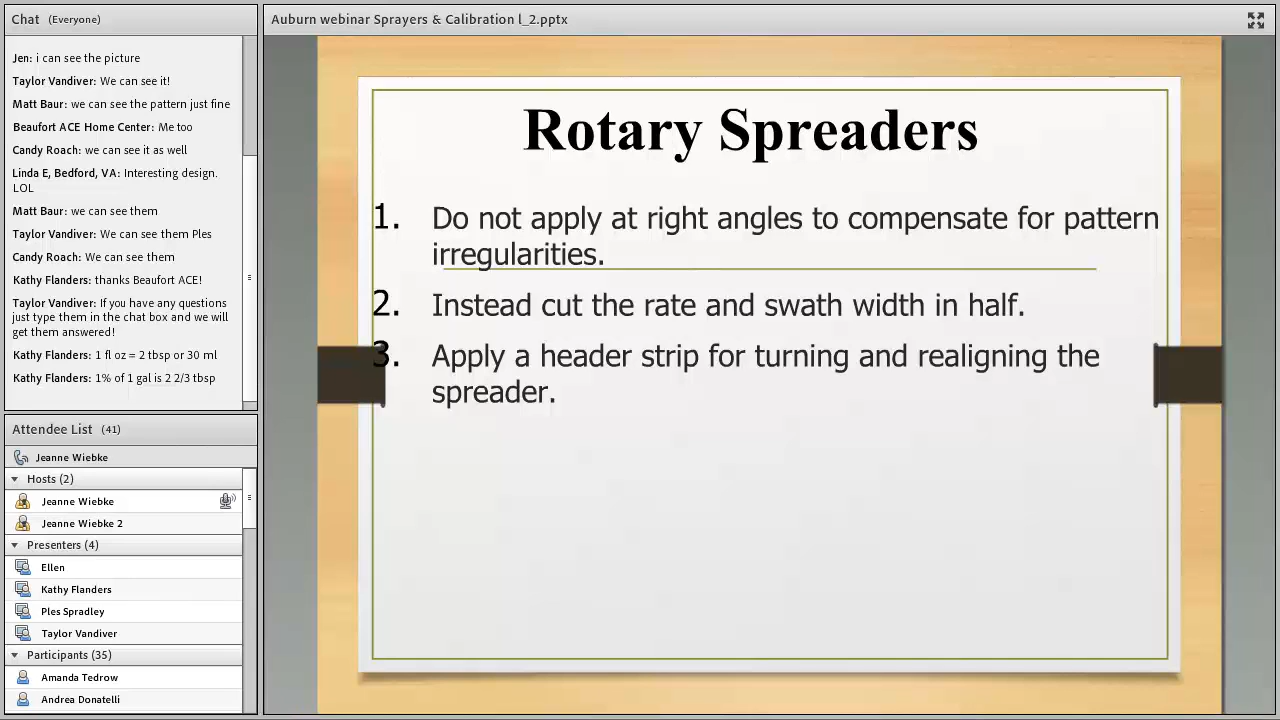 Chat (Everyone)
Jen: i can see the picture
Taylor Vandiver: We can see it!
Matt Baur: we can see the pattern just fine
Beaufort ACE Home Center: Me too
Candy Roach: we can see it as well
Linda E, Bedford, VA: Interesting design.
LOL
Matt Baur: we can see them
Taylor Vandiver: We can see them Ples
Candy Roach: We can see them
Kathy Flanders: thanks Beaufort ACE!
Taylor Vandiver: If you have any questions
just type them in the chat box and we will
get them answered!
Kathy Flanders: 1 fl oz = 2 tbsp or 30 ml
Kathy Flanders: 1% of 1 gal is 2 2/3 tbsp
Attendee List (41)
Jeanne Wiebke
Hosts (2)
Jeanne Wiebke
Jeanne Wiebke 2
Presenters (4)
Ellen
Kathy Flanders
Ples Spradley
Taylor Vandiver
Participants (35)
Amanda Tedrow
Andrea Donatelli
Auburn webinar Sprayers & Calibration l_2.pptx
Rotary Spreaders
1. Do not apply at right angles to compensate for pattern
irregularities.
2. Instead cut the rate and swath width in half.
3. Apply a header strip for turning and realigning the
spreader.